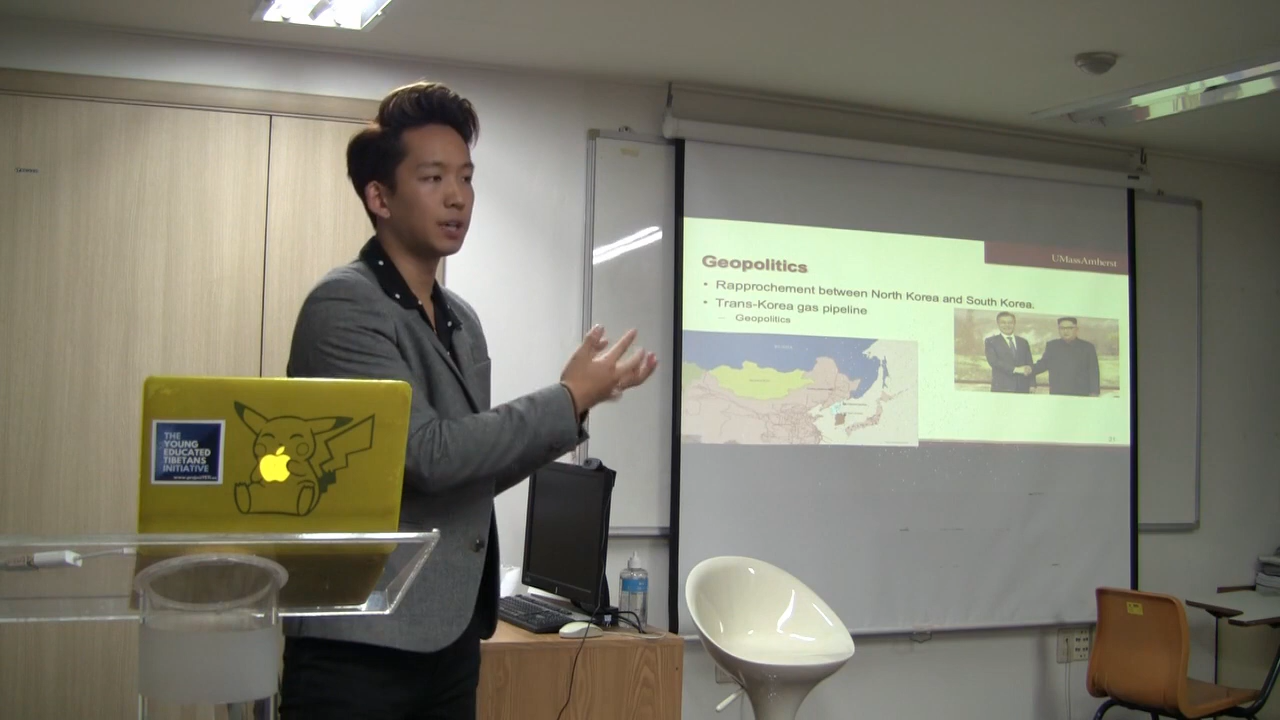 UMassAmherst
Geopolitics
• Rapprochement between North Korea and South Korea.
• Trans-Korea gas pipeline
– Geopolitics
21
THE
YOUNG
EDUCATED
TIBETANS
INITIATIVE